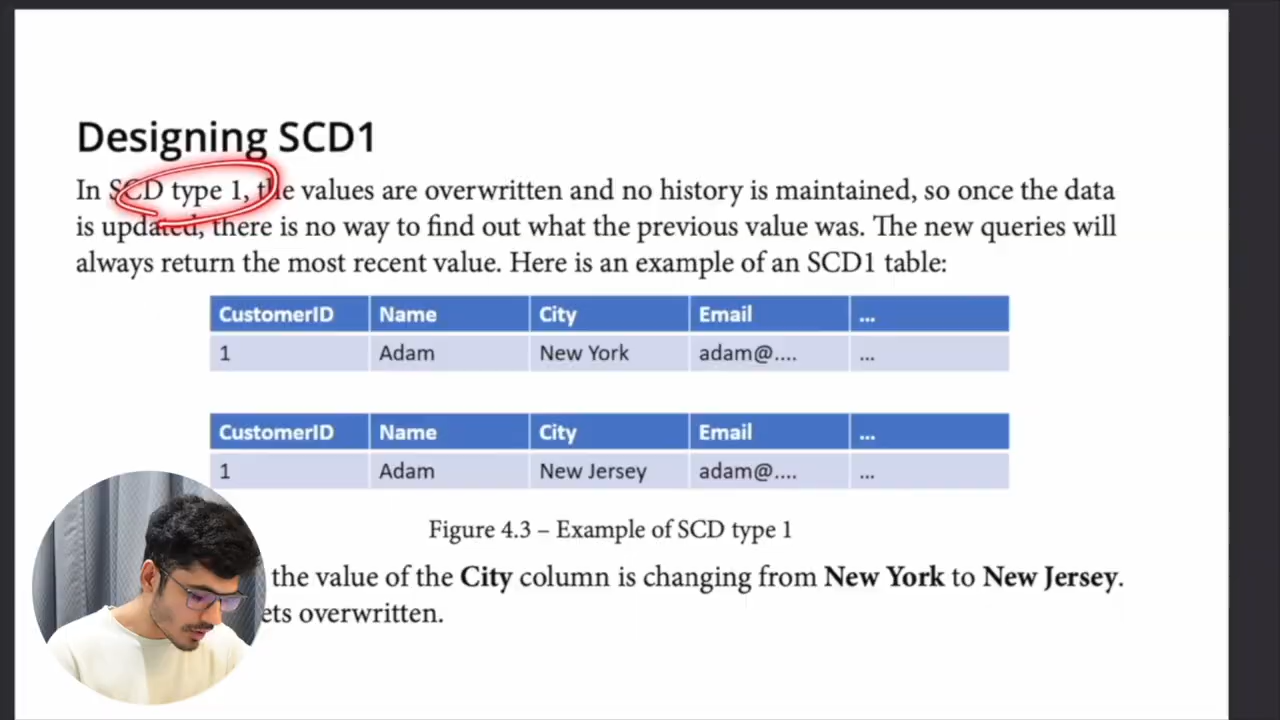 Designing SCD1
In SCD type 1, the values are overwritten and no history is maintained, so once the data
is updated, there is no way to find out what the previous value was. The new queries will
always return the most recent value. Here is an example of an SCD1 table:
CustomerID Name City Email ...
1 Adam New York adam@.... ...
CustomerID Name City Email ...
1 Adam New Jersey adam@.... ...
Figure 4.3 – Example of SCD type 1
the value of the City column is changing from New York to New Jersey.
overwritten.